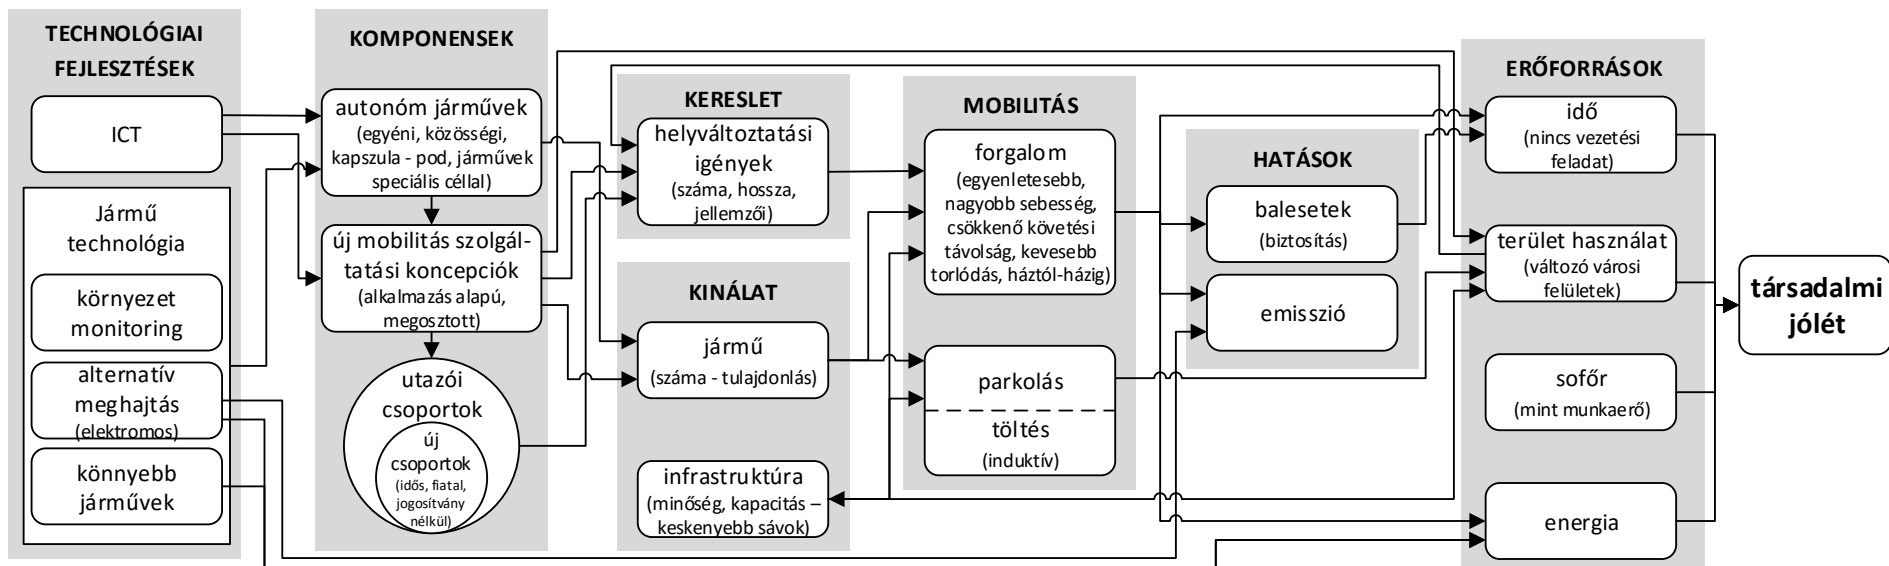 TECHNOLÓGIAI
FEJLESZTÉSEK
ICT
Jármű
technológia
környezet
monitoring
alternatív
meghajtás
(elektromos)
könnyebb
járművek
KOMPONENSEK
autonóm járművek
(egyéni, közösségi,
kapszula - pod, járművek
speciális céllal)
új mobilitás szolgál-
tatási koncepciók
(alkalmazás alapú,
megosztott)
utazói
csoportok
új
csoportok
(idős, fiatal,
jogosítvány
nélkül)
KERESLET
helyváltoztatási
igények
(száma, hossza,
jellemzői)
KINÁLAT
jármű
(száma - tulajdonlás)
infrastruktúra
(minőség, kapacitás –
keskenyebb sávok)
MOBILITÁS
forgalom
(egyenletesebb,
nagyobb sebesség,
csökkenő követési
távolság, kevesebb
torlódás, háztól-házig)
parkolás
töltés
(induktív)
HATÁSOK
balesetek
(biztosítás)
emisszió
ERŐFORRÁSOK
idő
(nincs vezetési
feladat)
terület használat
(változó városi
felületek)
sofőr
(mint munkaerő)
energia
társadalmi
jólét